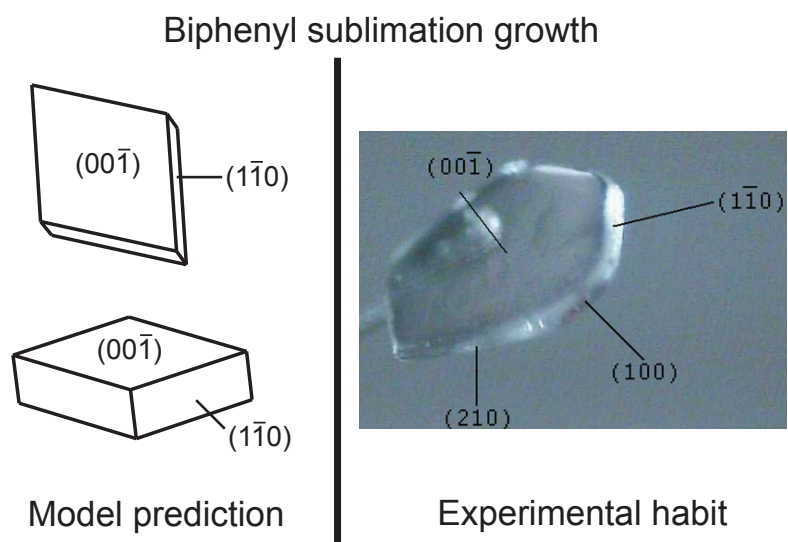 Biphenyl sublimation growth
(001̅)
(11̅0)
(001̅)
(11̅0)
Model prediction
(001̅)
(11̅0)
(100)
(210)
Experimental habit